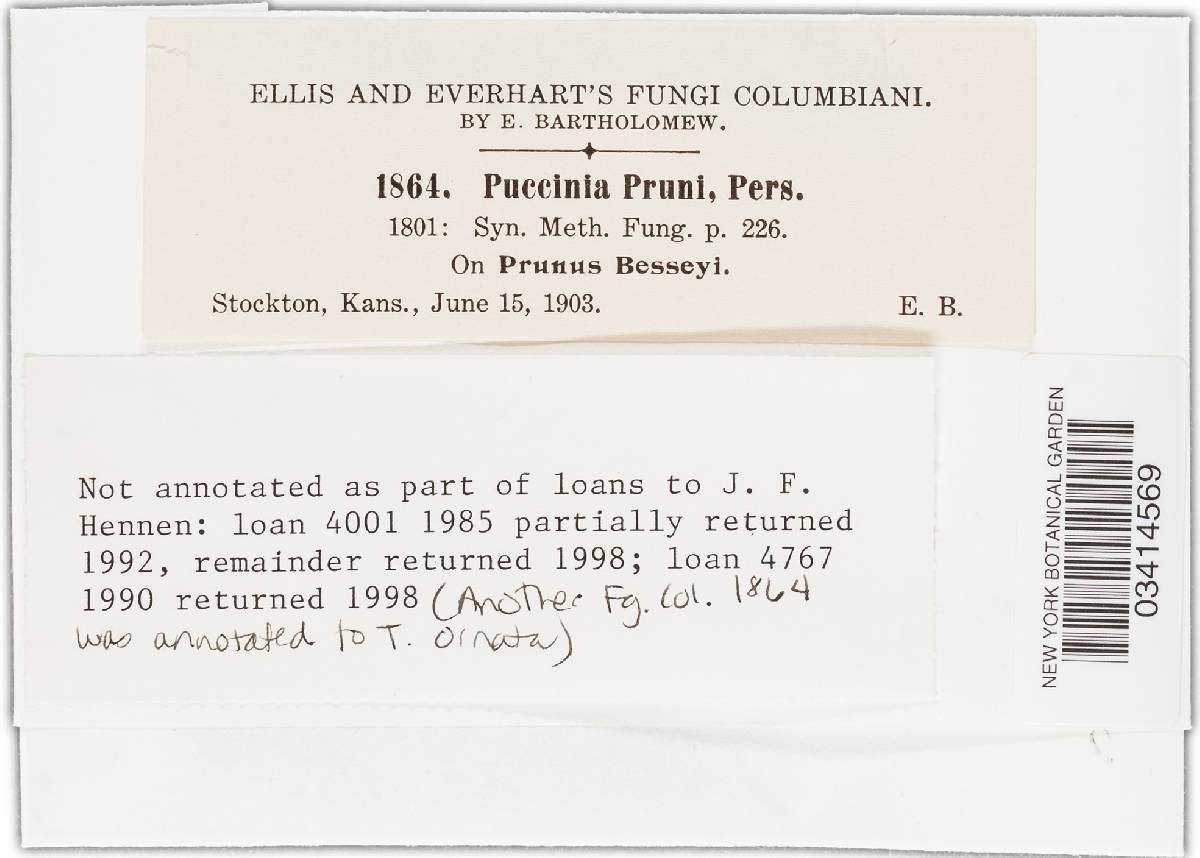 ELLIS AND EVERHART'S FUNGI COLUMBIANI.
BY E. BARTHOLOMEW.
1864. Puccinia Pruni, Pers.
1801: Syn. Meth. Fung. p. 226.
On Prunus Besseyi.
Stockton, Kans., June 15, 1903. E. B.
Not annotated as part of loans to J. F.
Hennen: loan 4001 1985 partially returned
1992, remainder returned 1998; loan 4767
1990 returned 1998 (Another Fg. Col. 1864
was annotated to T. ornata)
NEW YORK BOTANICAL GARDEN
03414569